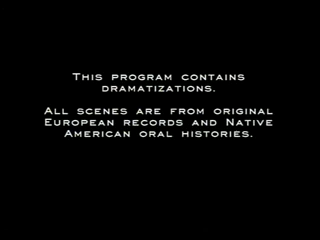 THIS PROGRAM CONTAINS
DRAMATIZATIONS.
ALL SCENES ARE FROM ORIGINAL
EUROPEAN RECORDS AND NATIVE
AMERICAN ORAL HISTORIES.